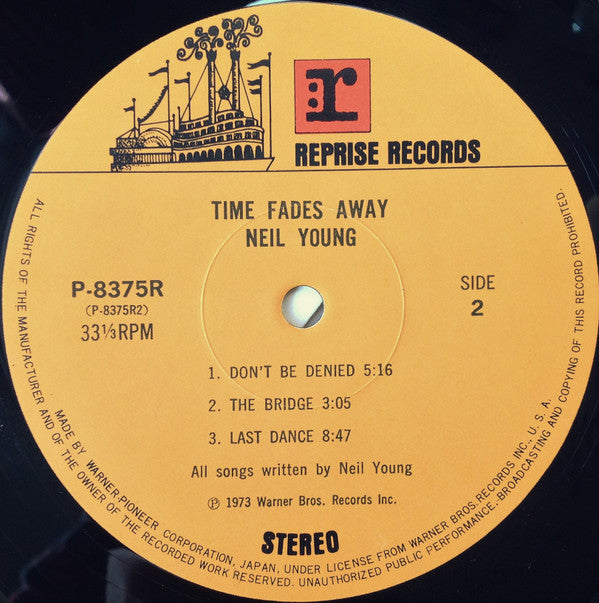 :r
REPRISE RECORDS
TIME FADES AWAY
NEIL YOUNG
P-8375R
(P-8375R2)
33⅓RPM
SIDE
2
1. DON'T BE DENIED 5:16
2. THE BRIDGE 3:05
3. LAST DANCE 8:47
All songs written by Neil Young
℗ 1973 Warner Bros. Records Inc.
STEREO
MADE BY WARNER-PIONEER CORPORATION, JAPAN, UNDER LICENSE FROM WARNER BROS. RECORDS INC., U. S. A.
ALL RIGHTS OF THE MANUFACTURER AND OF THE OWNER OF THE RECORDED WORK RESERVED. UNAUTHORIZED PUBLIC PERFORMANCE, BROADCASTING AND COPYING OF THIS RECORD PROHIBITED.